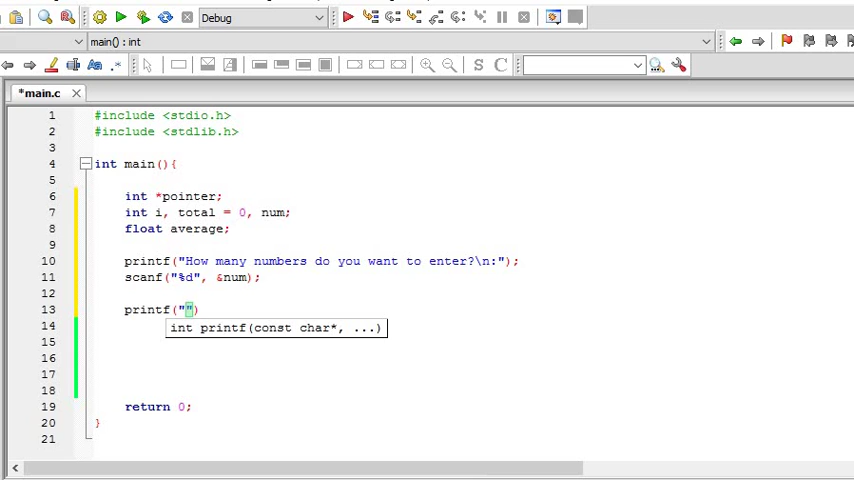 Debug
main() : int
S C
*main.c
1 #include <stdio.h>
2 #include <stdlib.h>
3
4 int main(){
5
6 int *pointer;
7 int i, total = 0, num;
8 float average;
9
10 printf("How many numbers do you want to enter?\n:");
11 scanf("%d", &num);
12
13 printf("")
int printf(const char*, ...)
14
15
16
17
18
19 return 0;
20 }
21